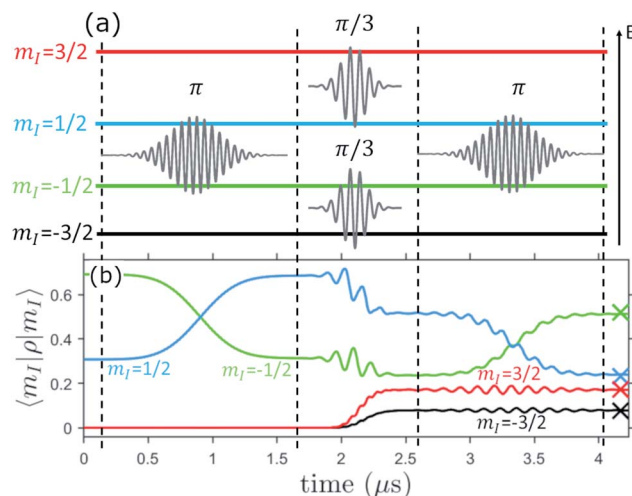 (a)
π/3
E
m_I=3/2
π
π
m_I=1/2
π/3
m_I=-1/2
m_I=-3/2
(b)
⟨m_I|ρ|m_I⟩
0.6
0.4
0.2
0
m_I=1/2
m_I=-1/2
m_I=3/2
m_I=-3/2
0 0.5 1 1.5 2 2.5 3 3.5 4
time (μs)